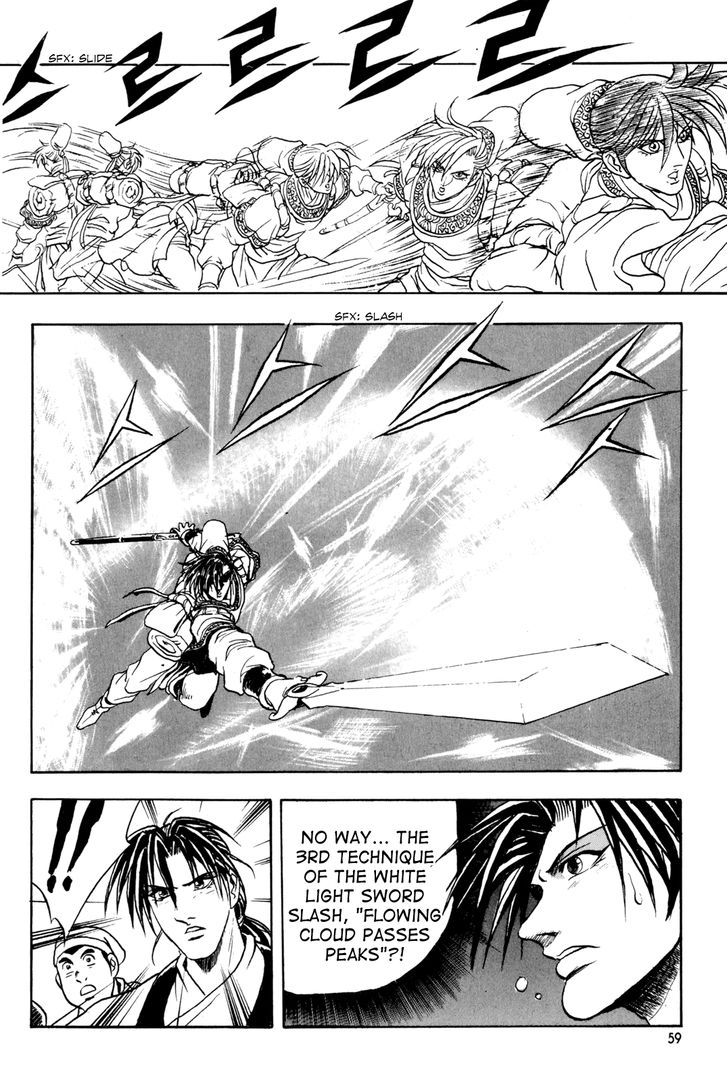 SFX: SLIDE
스르르르르
SFX: SLASH
NO WAY... THE
3RD TECHNIQUE
OF THE WHITE
LIGHT SWORD
SLASH, "FLOWING
CLOUD PASSES
PEAKS"?!
!!
59